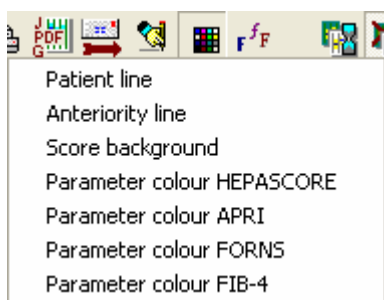 J PDF G
F f F
H
Patient line
Anteriority line
Score background
Parameter colour HEPASCORE
Parameter colour APRI
Parameter colour FORNS
Parameter colour FIB-4